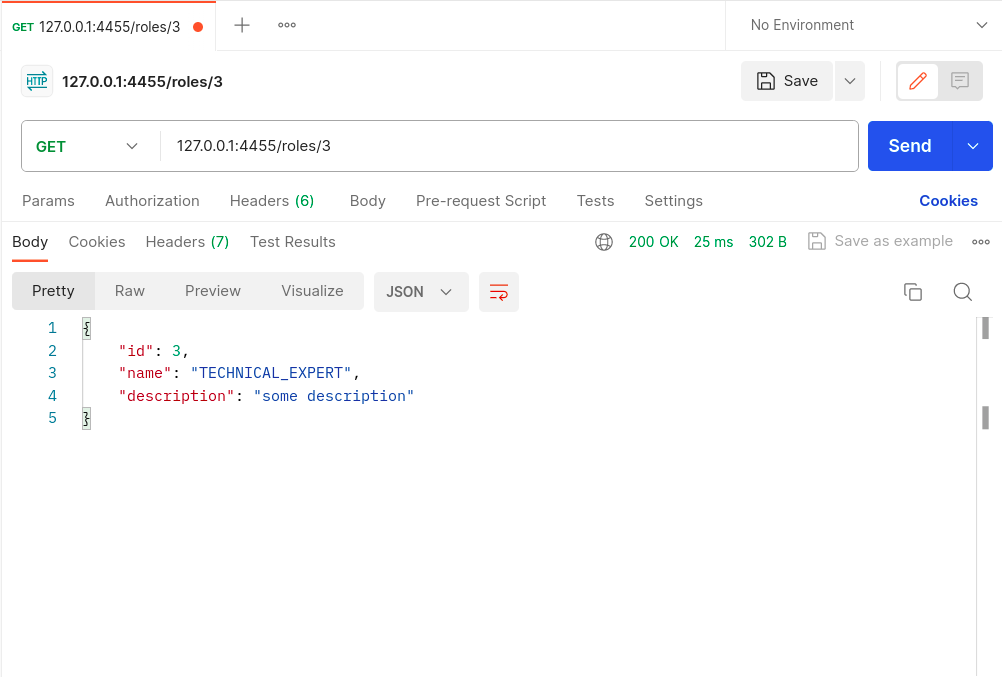 GET 127.0.0.1:4455/roles/3 No Environment
HTTP 127.0.0.1:4455/roles/3 Save
GET 127.0.0.1:4455/roles/3 Send
Params Authorization Headers (6) Body Pre-request Script Tests Settings Cookies
Body Cookies Headers (7) Test Results 200 OK 25 ms 302 B Save as example
Pretty Raw Preview Visualize JSON
1 {
2 "id": 3,
3 "name": "TECHNICAL_EXPERT",
4 "description": "some description"
5 }